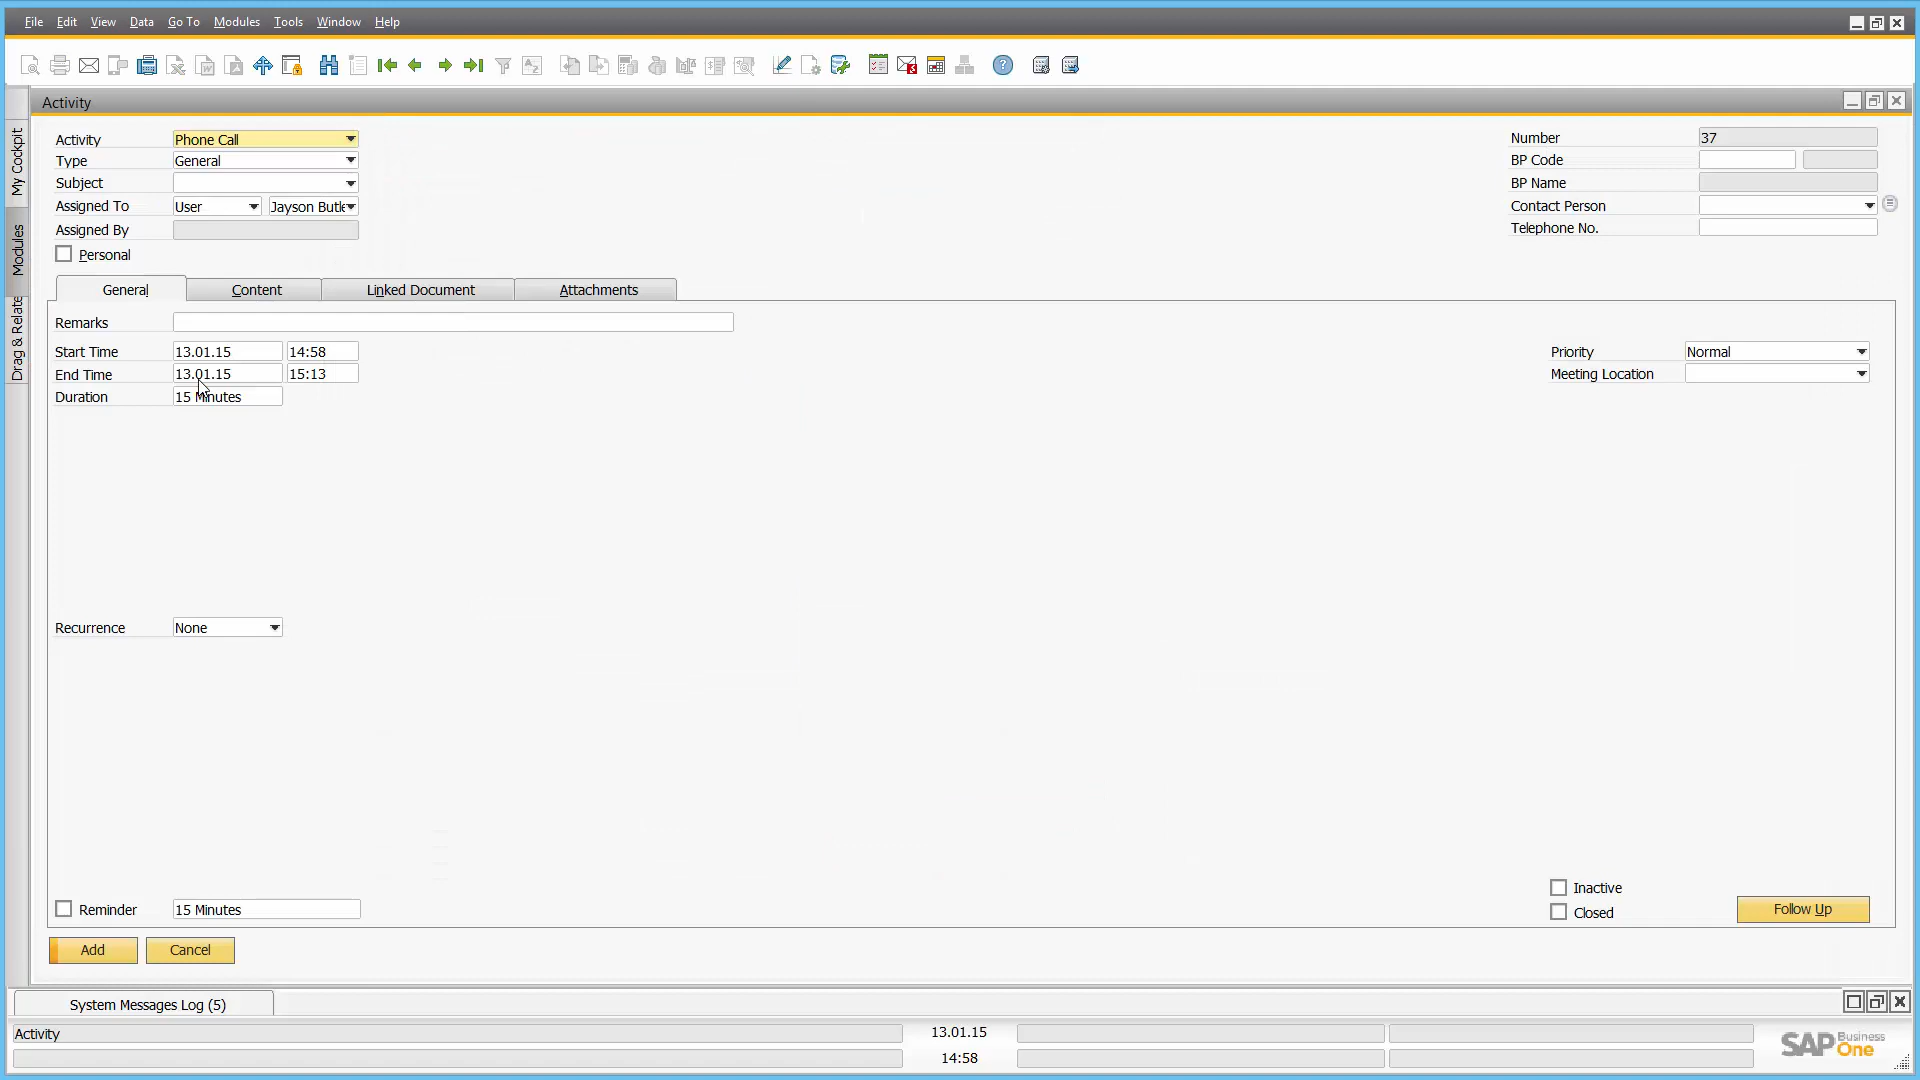 File Edit View Data Go To Modules Tools Window Help
Activity
My Cockpit
Modules
Drag & Relate
Activity Phone Call
Type General
Subject
Assigned To User Jayson Butle
Assigned By
Personal
Number 37
BP Code
BP Name
Contact Person
Telephone No.
General Content Linked Document Attachments
Remarks
Start Time 13.01.15 14:58
End Time 13.01.15 15:13
Duration 15 Minutes
Priority Normal
Meeting Location
Recurrence None
Reminder 15 Minutes
Inactive
Closed
Follow Up
Add Cancel
System Messages Log (5)
Activity 13.01.15
14:58
SAP Business One